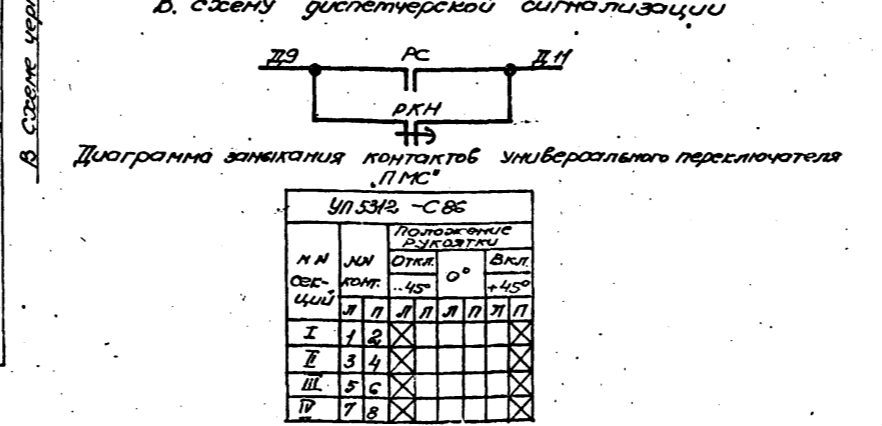 В схему диспетчерской сигнализации
Д9 РС Д11
РКН
Диаграмма замыкания контактов универсального переключателя
„ПМС"
УП 5312 -С86
Положение
рукоятки
NN сек-ций NN конт. Откл. 0° Вкл.
-45° +45°
Л П Л П Л П Л П
I 1 2
II 3 4
III 5 6
IV 7 8
В схеме